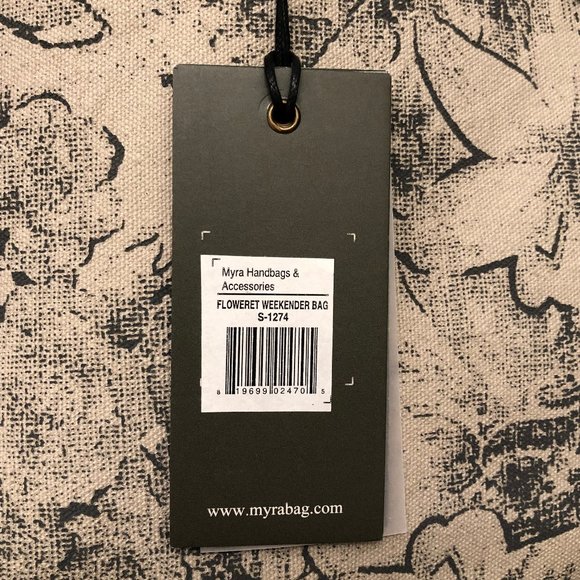 Myra Handbags &
Accessories
FLOWERET WEEKENDER BAG
S-1274
8 19699 02470 5
www.myrabag.com